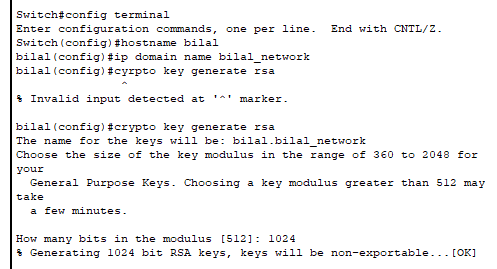 Switch#config terminal
Enter configuration commands, one per line.  End with CNTL/Z.
Switch(config)#hostname bilal
bilal(config)#ip domain name bilal_network
bilal(config)#cyrpto key generate rsa
^
% Invalid input detected at '^' marker.
bilal(config)#crypto key generate rsa
The name for the keys will be: bilal.bilal_network
Choose the size of the key modulus in the range of 360 to 2048 for
your
General Purpose Keys. Choosing a key modulus greater than 512 may
take
a few minutes.
How many bits in the modulus [512]: 1024
% Generating 1024 bit RSA keys, keys will be non-exportable...[OK]